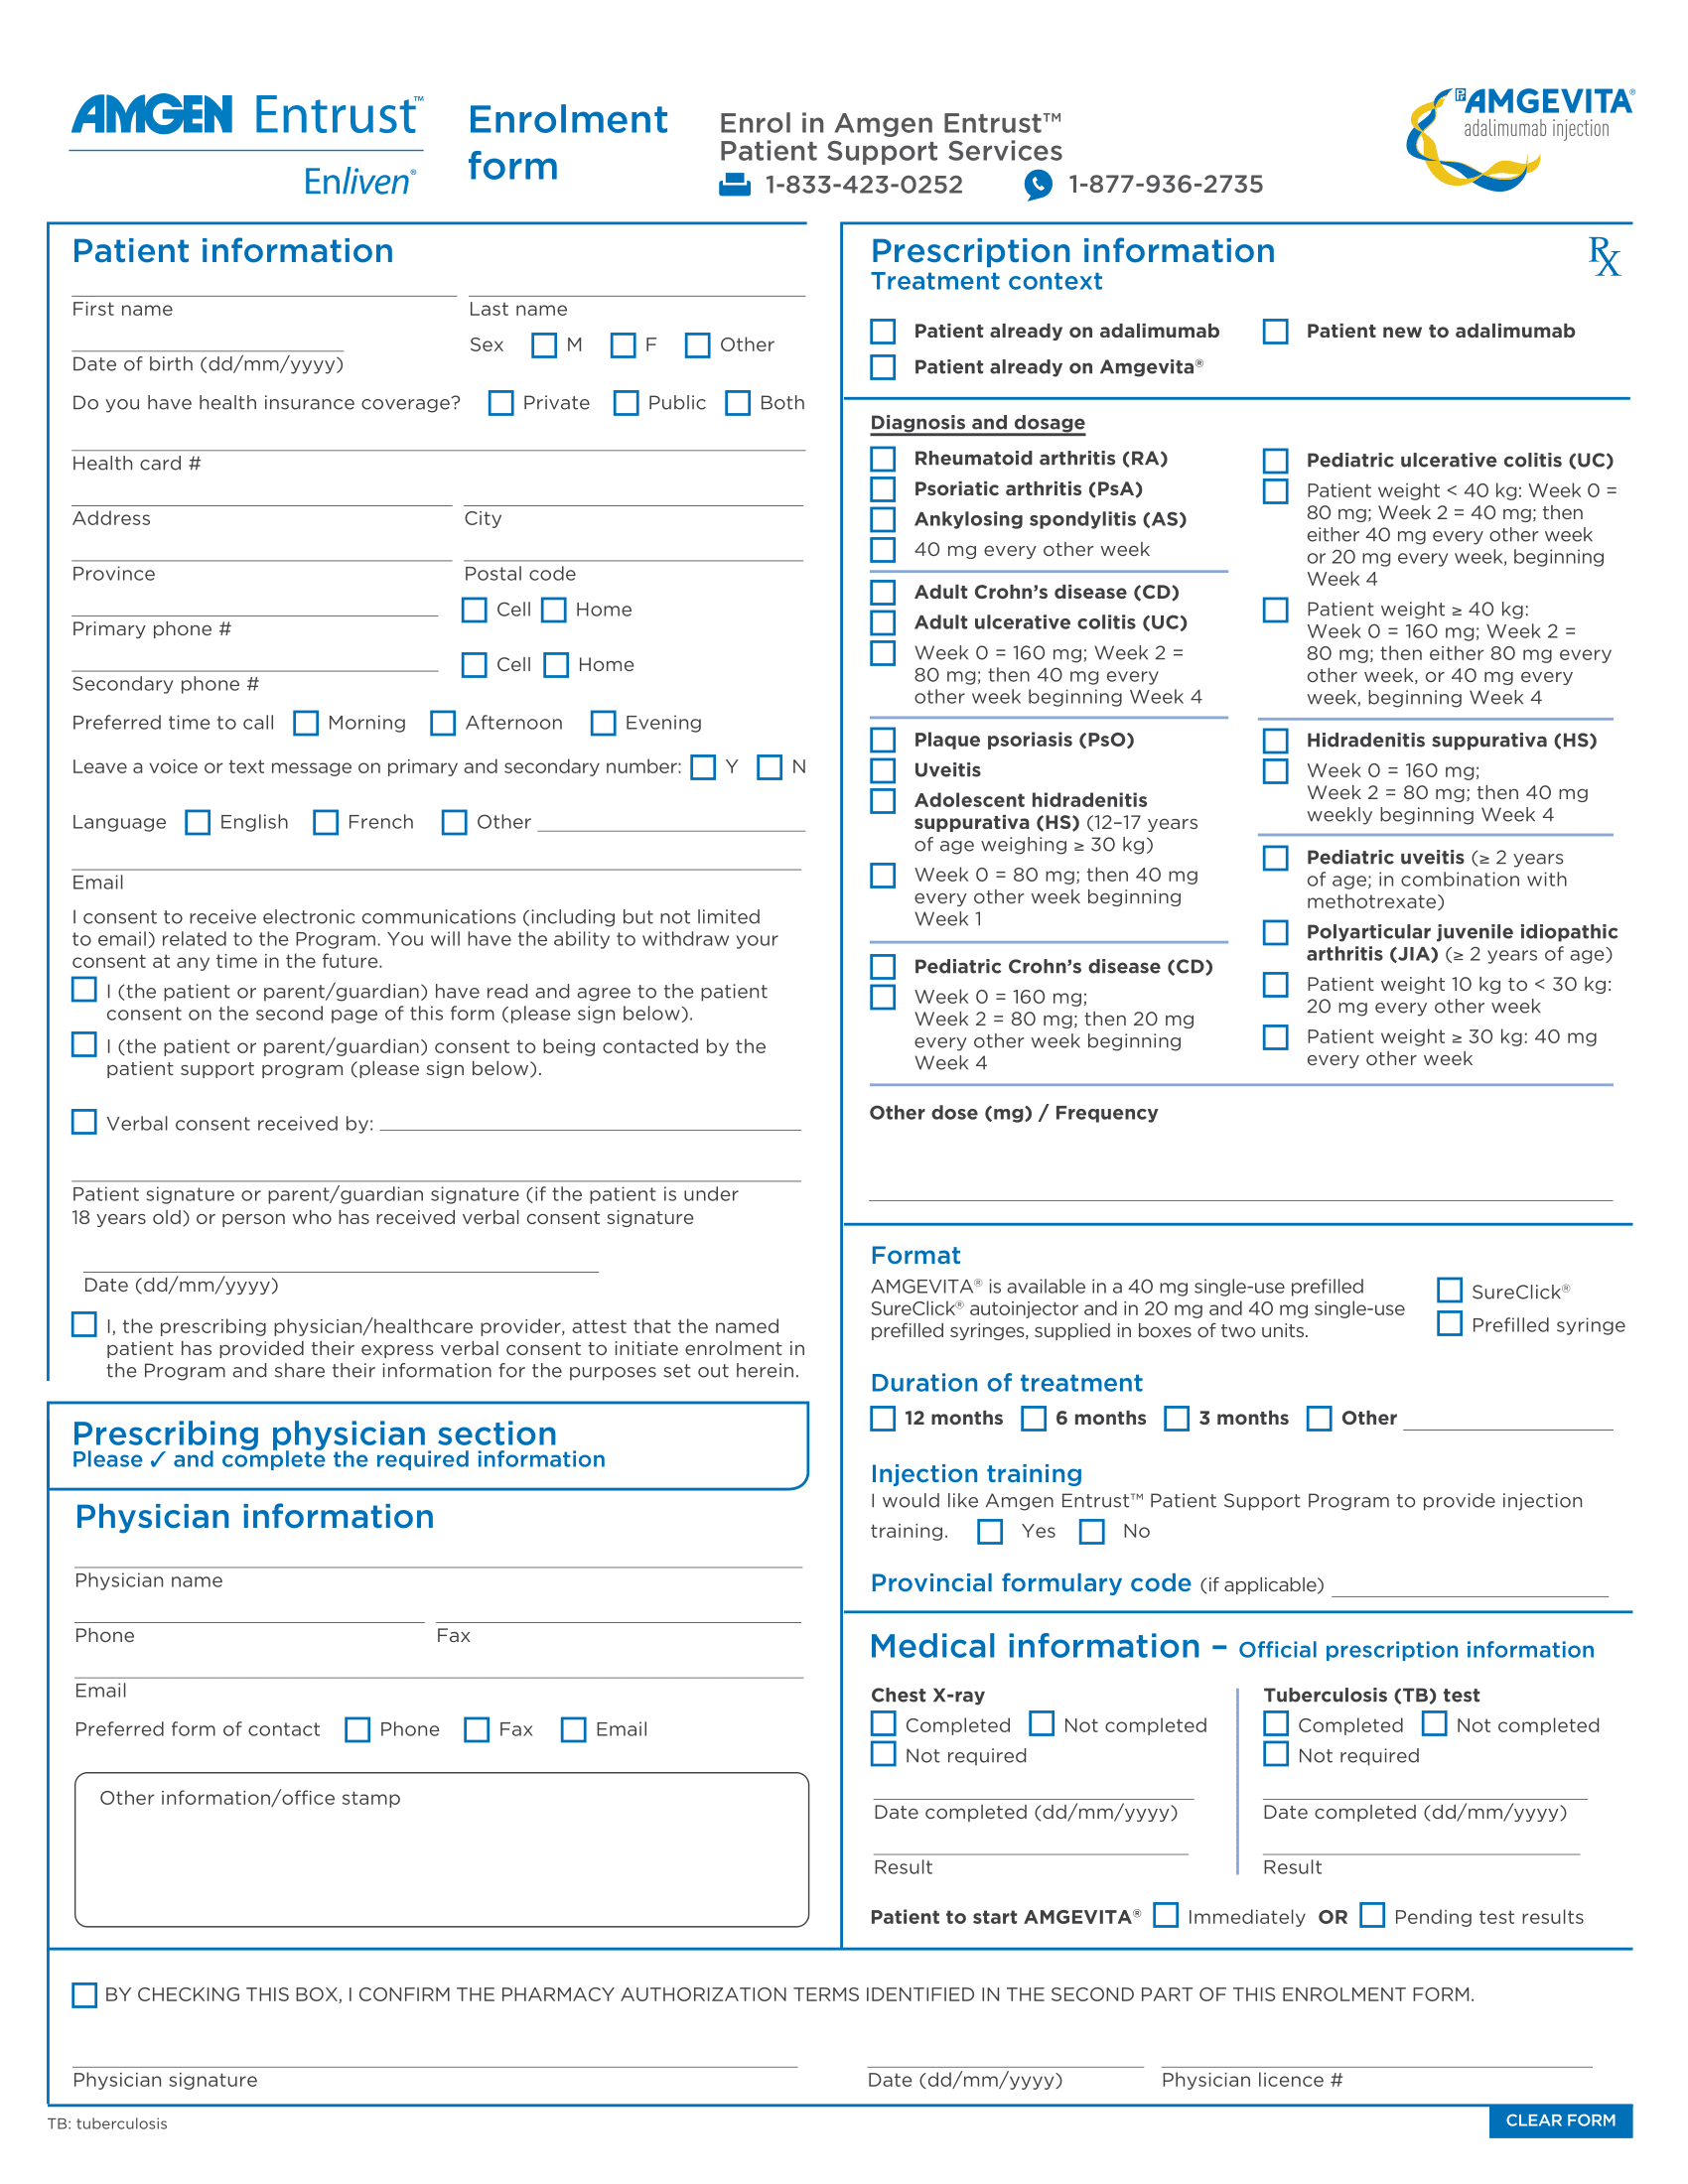 AMGEN Entrust™
Enliven®
Enrolment
form
Enrol in Amgen Entrust™
Patient Support Services
1-833-423-0252 1-877-936-2735
Pr AMGEVITA®
adalimumab injection
Patient information
First name Last name
Sex M F Other
Date of birth (dd/mm/yyyy)
Do you have health insurance coverage? Private Public Both
Health card #
Address City
Province Postal code
Cell Home
Primary phone #
Cell Home
Secondary phone #
Preferred time to call Morning Afternoon Evening
Leave a voice or text message on primary and secondary number: Y N
Language English French Other
Email
I consent to receive electronic communications (including but not limited
to email) related to the Program. You will have the ability to withdraw your
consent at any time in the future.
I (the patient or parent/guardian) have read and agree to the patient
consent on the second page of this form (please sign below).
I (the patient or parent/guardian) consent to being contacted by the
patient support program (please sign below).
Verbal consent received by:
Patient signature or parent/guardian signature (if the patient is under
18 years old) or person who has received verbal consent signature
Date (dd/mm/yyyy)
I, the prescribing physician/healthcare provider, attest that the named
patient has provided their express verbal consent to initiate enrolment in
the Program and share their information for the purposes set out herein.
Prescribing physician section
Please ✓ and complete the required information
Physician information
Physician name
Phone Fax
Email
Preferred form of contact Phone Fax Email
Other information/office stamp
Prescription information
Rx
Treatment context
Patient already on adalimumab Patient new to adalimumab
Patient already on Amgevita®
Diagnosis and dosage
Rheumatoid arthritis (RA)
Psoriatic arthritis (PsA)
Ankylosing spondylitis (AS)
40 mg every other week
Adult Crohn's disease (CD)
Adult ulcerative colitis (UC)
Week 0 = 160 mg; Week 2 =
80 mg; then 40 mg every
other week beginning Week 4
Plaque psoriasis (PsO)
Uveitis
Adolescent hidradenitis
suppurativa (HS) (12–17 years
of age weighing ≥ 30 kg)
Week 0 = 80 mg; then 40 mg
every other week beginning
Week 1
Pediatric Crohn's disease (CD)
Week 0 = 160 mg;
Week 2 = 80 mg; then 20 mg
every other week beginning
Week 4
Pediatric ulcerative colitis (UC)
Patient weight < 40 kg: Week 0 =
80 mg; Week 2 = 40 mg; then
either 40 mg every other week
or 20 mg every week, beginning
Week 4
Patient weight ≥ 40 kg:
Week 0 = 160 mg; Week 2 =
80 mg; then either 80 mg every
other week, or 40 mg every
week, beginning Week 4
Hidradenitis suppurativa (HS)
Week 0 = 160 mg;
Week 2 = 80 mg; then 40 mg
weekly beginning Week 4
Pediatric uveitis (≥ 2 years
of age; in combination with
methotrexate)
Polyarticular juvenile idiopathic
arthritis (JIA) (≥ 2 years of age)
Patient weight 10 kg to < 30 kg:
20 mg every other week
Patient weight ≥ 30 kg: 40 mg
every other week
Other dose (mg) / Frequency
Format
AMGEVITA® is available in a 40 mg single-use prefilled
SureClick® autoinjector and in 20 mg and 40 mg single-use
prefilled syringes, supplied in boxes of two units.
SureClick®
Prefilled syringe
Duration of treatment
12 months 6 months 3 months Other
Injection training
I would like Amgen Entrust™ Patient Support Program to provide injection
training. Yes No
Provincial formulary code (if applicable)
Medical information – Official prescription information
Chest X-ray
Completed Not completed
Not required
Date completed (dd/mm/yyyy)
Result
Tuberculosis (TB) test
Completed Not completed
Not required
Date completed (dd/mm/yyyy)
Result
Patient to start AMGEVITA® Immediately OR Pending test results
BY CHECKING THIS BOX, I CONFIRM THE PHARMACY AUTHORIZATION TERMS IDENTIFIED IN THE SECOND PART OF THIS ENROLMENT FORM.
Physician signature Date (dd/mm/yyyy) Physician licence #
TB: tuberculosis
CLEAR FORM